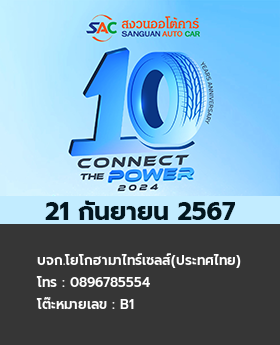 SAC สงวนออโต้คาร์
SANGUAN AUTO CAR
10
YEARS ANNIVERSARY
CONNECT
THE POWER
2024
21 กันยายน 2567
บจก.โยโกฮามาไทร์เซลส์(ประทศไทย)
โทร : 0896785554
โต๊ะหมายเลข : B1